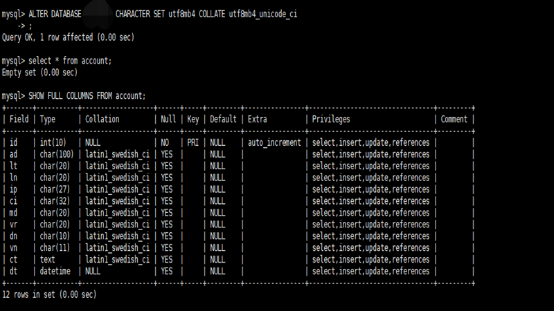 mysql> ALTER DATABASE CHARACTER SET utf8mb4 COLLATE utf8mb4_unicode_ci
    -> ;
Query OK, 1 row affected (0.00 sec)
mysql> select * from account;
Empty set (0.00 sec)
mysql> SHOW FULL COLUMNS FROM account;
+-------+-----------+-------------------+------+-----+---------+----------------+---------------------------------+---------+
| Field | Type      | Collation         | Null | Key | Default | Extra          | Privileges                      | Comment |
+-------+-----------+-------------------+------+-----+---------+----------------+---------------------------------+---------+
| id    | int(10)   | NULL              | NO   | PRI | NULL    | auto_increment | select,insert,update,references |         |
| ad    | char(100) | latin1_swedish_ci | YES  |     | NULL    |                | select,insert,update,references |         |
| lt    | char(20)  | latin1_swedish_ci | YES  |     | NULL    |                | select,insert,update,references |         |
| ln    | char(20)  | latin1_swedish_ci | YES  |     | NULL    |                | select,insert,update,references |         |
| ip    | char(27)  | latin1_swedish_ci | YES  |     | NULL    |                | select,insert,update,references |         |
| ci    | char(32)  | latin1_swedish_ci | YES  |     | NULL    |                | select,insert,update,references |         |
| md    | char(20)  | latin1_swedish_ci | YES  |     | NULL    |                | select,insert,update,references |         |
| vr    | char(20)  | latin1_swedish_ci | YES  |     | NULL    |                | select,insert,update,references |         |
| dn    | char(10)  | latin1_swedish_ci | YES  |     | NULL    |                | select,insert,update,references |         |
| vn    | char(11)  | latin1_swedish_ci | YES  |     | NULL    |                | select,insert,update,references |         |
| ct    | text      | latin1_swedish_ci | YES  |     | NULL    |                | select,insert,update,references |         |
| dt    | datetime  | NULL              | YES  |     | NULL    |                | select,insert,update,references |         |
+-------+-----------+-------------------+------+-----+---------+----------------+---------------------------------+---------+
12 rows in set (0.00 sec)